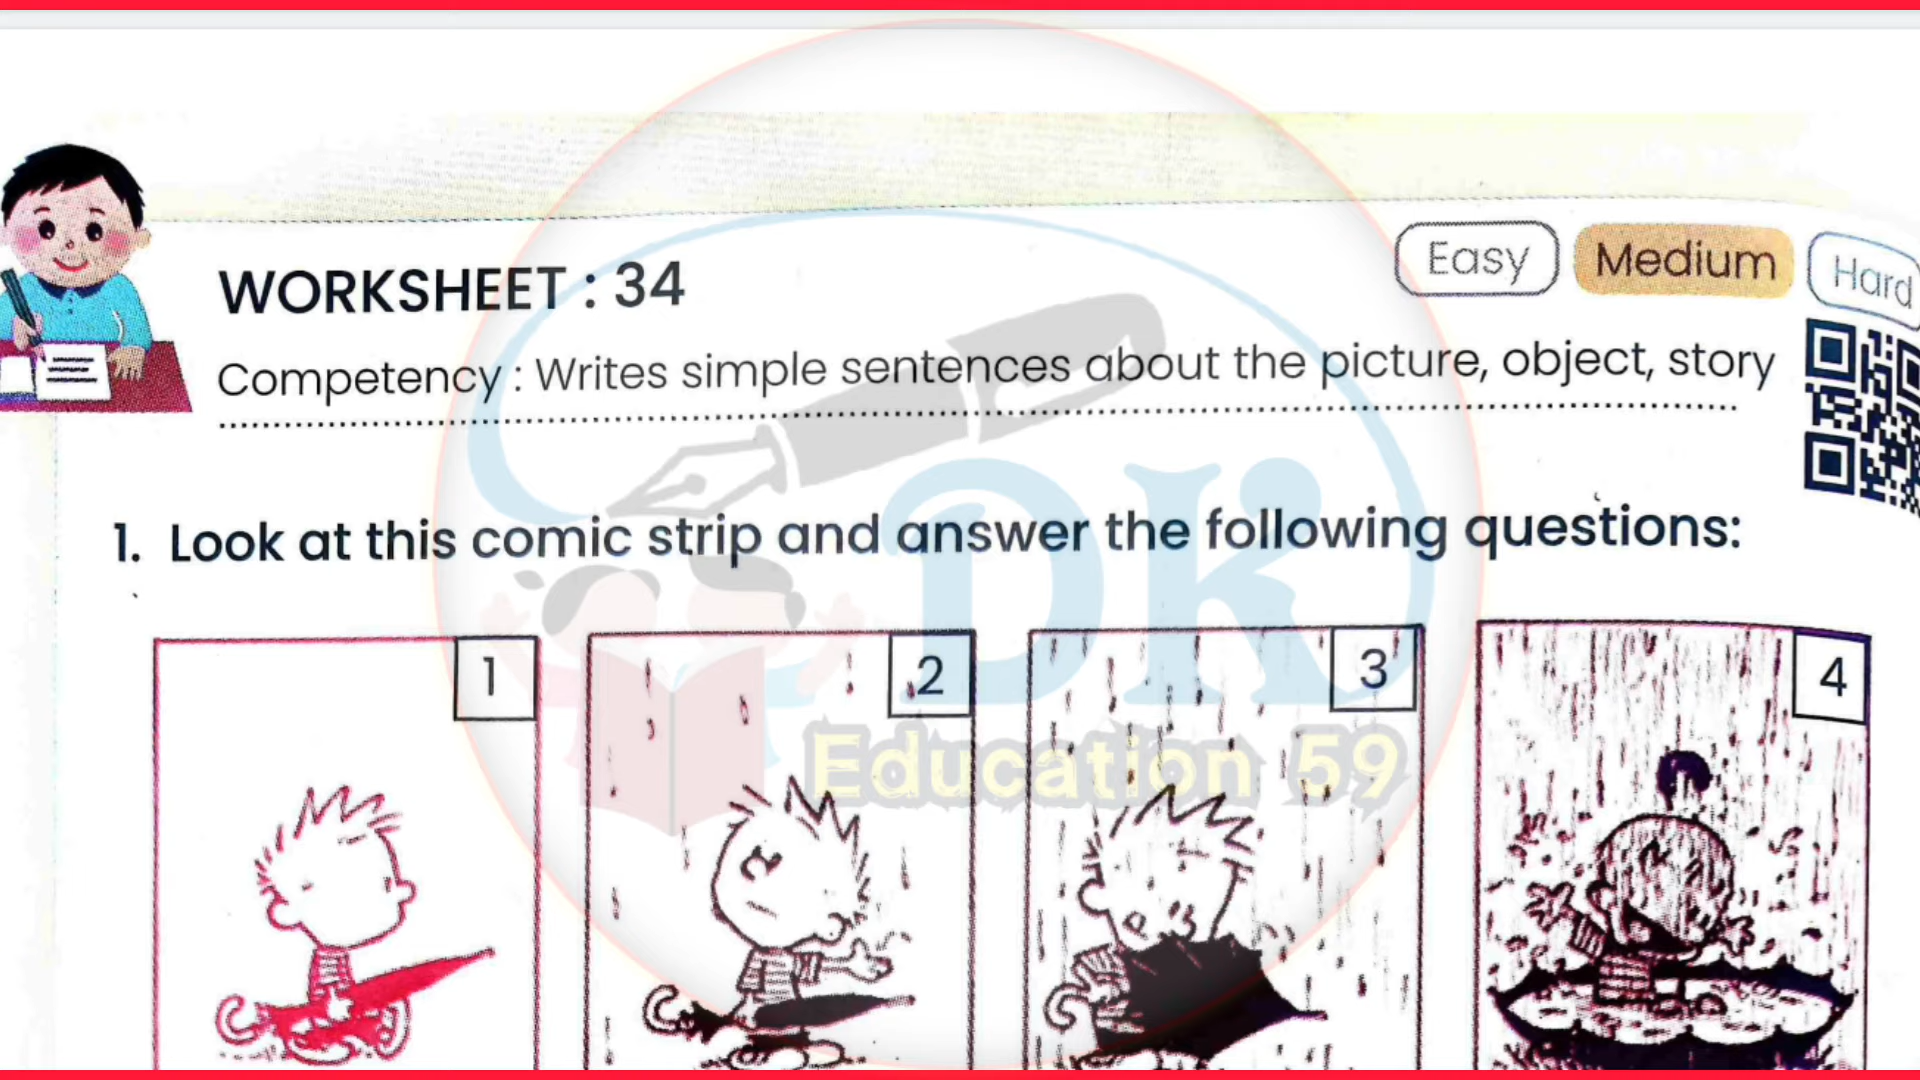 Easy Medium Hard
WORKSHEET : 34
Competency : Writes simple sentences about the picture, object, story
1. Look at this comic strip and answer the following questions:
1 2 3 4
DK
Education 59